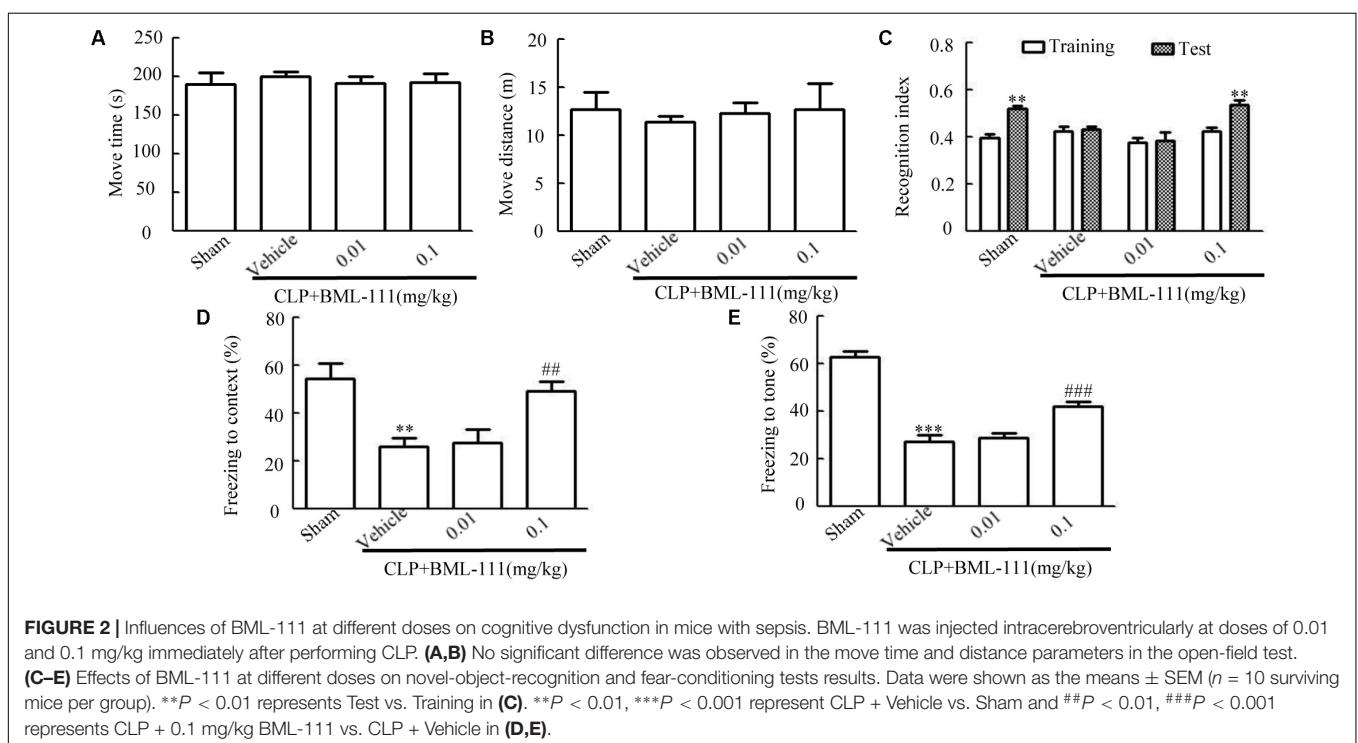 A
250
200
150
100
50
0
Move time (s)
Sham
Vehicle
0.01
0.1
CLP+BML-111(mg/kg)
B
20
15
10
5
0
Move distance (m)
Sham
Vehicle
0.01
0.1
CLP+BML-111(mg/kg)
C
Training
Test
0.8
0.6
0.4
0.2
0
Recognition index
**
**
Sham
Vehicle
0.01
0.1
CLP+BML-111(mg/kg)
D
80
60
40
20
0
Freezing to context (%)
**
##
Sham
Vehicle
0.01
0.1
CLP+BML-111(mg/kg)
E
80
60
40
20
0
Freezing to tone (%)
***
###
Sham
Vehicle
0.01
0.1
CLP+BML-111(mg/kg)
FIGURE 2 | Influences of BML-111 at different doses on cognitive dysfunction in mice with sepsis. BML-111 was injected intracerebroventricularly at doses of 0.01
and 0.1 mg/kg immediately after performing CLP. (A,B) No significant difference was observed in the move time and distance parameters in the open-field test.
(C–E) Effects of BML-111 at different doses on novel-object-recognition and fear-conditioning tests results. Data were shown as the means ± SEM (n = 10 surviving
mice per group). **P < 0.01 represents Test vs. Training in (C). **P < 0.01, ***P < 0.001 represent CLP + Vehicle vs. Sham and ##P < 0.01, ###P < 0.001
represents CLP + 0.1 mg/kg BML-111 vs. CLP + Vehicle in (D,E).